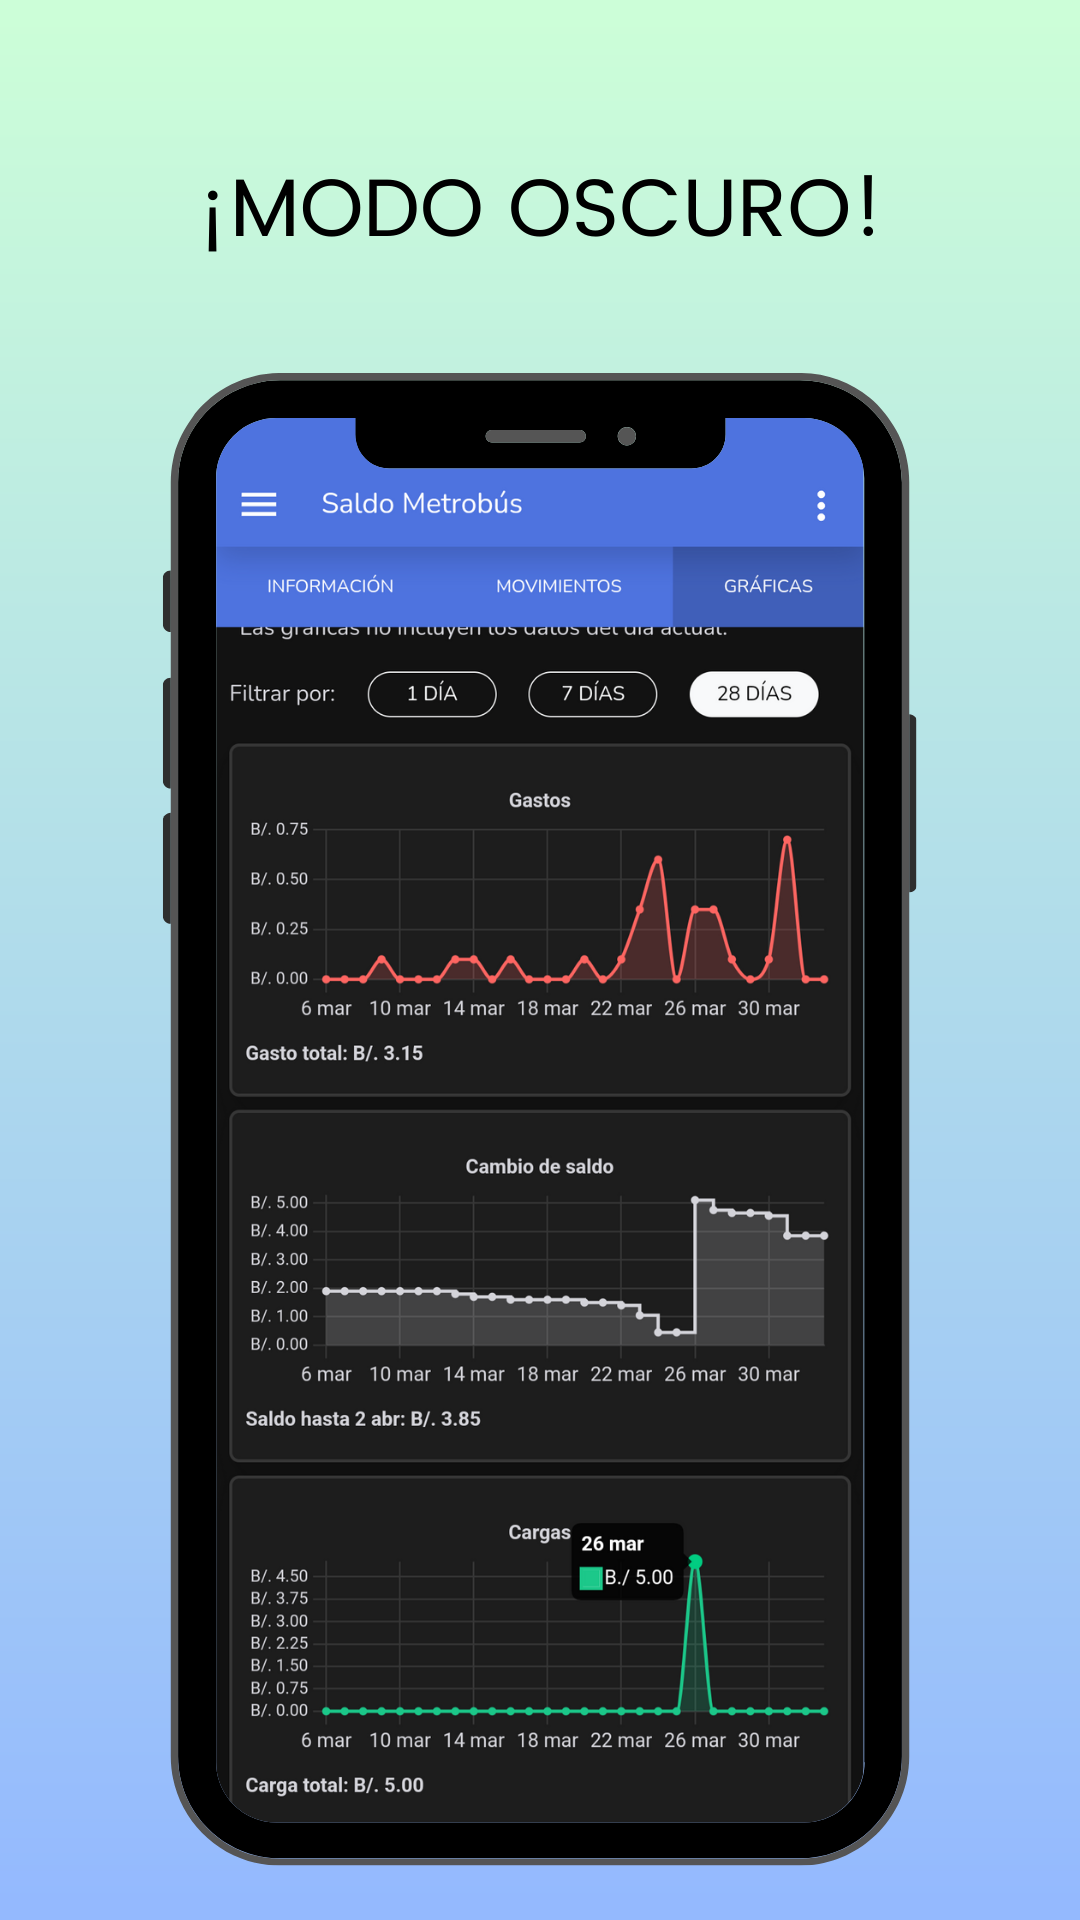 ¡MODO OSCURO!
Saldo Metrobús
INFORMACIÓN MOVIMIENTOS GRÁFICAS
Las gráficas no incluyen los datos del día actual.
Filtrar por: 1 DÍA 7 DÍAS 28 DÍAS
Gastos
B/. 0.75
B/. 0.50
B/. 0.25
B/. 0.00
6 mar 10 mar 14 mar 18 mar 22 mar 26 mar 30 mar
Gasto total: B/. 3.15
Cambio de saldo
B/. 5.00
B/. 4.00
B/. 3.00
B/. 2.00
B/. 1.00
B/. 0.00
6 mar 10 mar 14 mar 18 mar 22 mar 26 mar 30 mar
Saldo hasta 2 abr: B/. 3.85
Cargas
26 mar
B./ 5.00
B/. 4.50
B/. 3.75
B/. 3.00
B/. 2.25
B/. 1.50
B/. 0.75
B/. 0.00
6 mar 10 mar 14 mar 18 mar 22 mar 26 mar 30 mar
Carga total: B/. 5.00